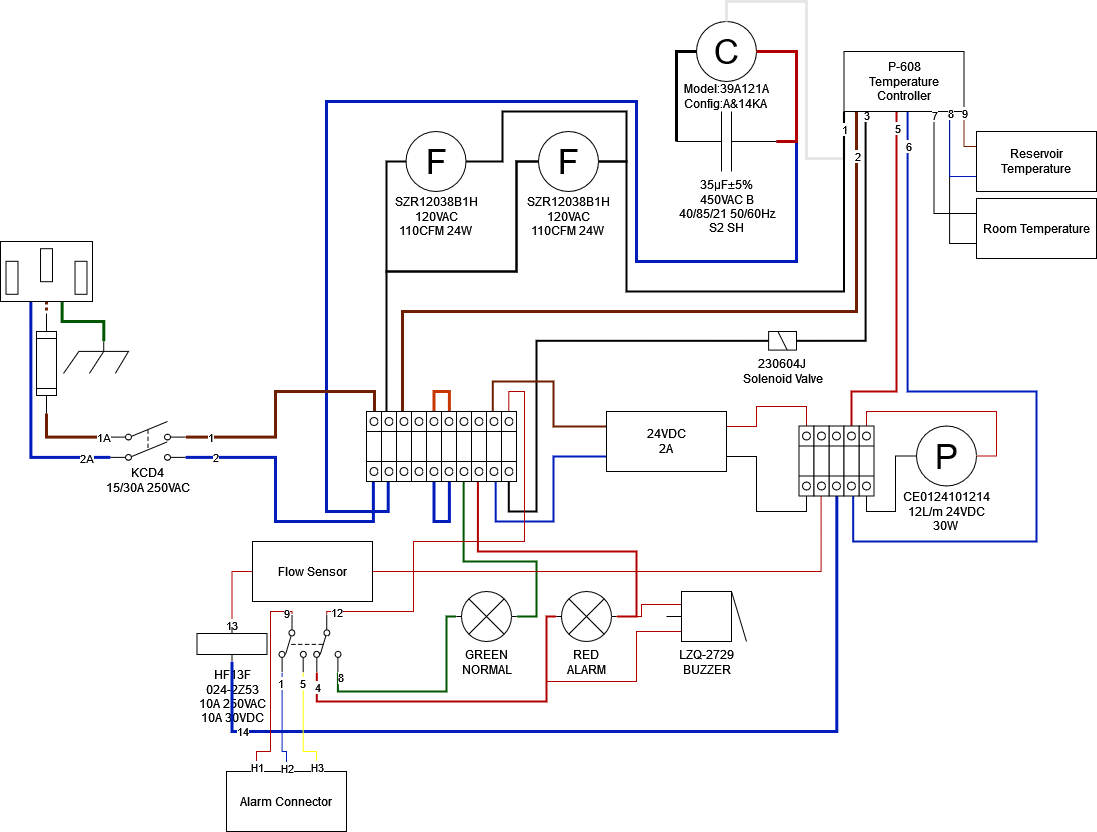 C
Model:39A121A
Config:A&14KA
35µF±5%
450VAC B
40/85/21 50/60Hz
S2 SH
P-608
Temperature
Controller
1
2
3
5
6
7
8
9
Reservoir
Temperature
Room Temperature
F
SZR12038B1H
120VAC
110CFM 24W
F
SZR12038B1H
120VAC
110CFM 24W
230604J
Solenoid Valve
1A
1
2A
2
KCD4
15/30A 250VAC
24VDC
2A
P
CE0124101214
12L/m 24VDC
30W
Flow Sensor
9
12
13
HF13F
024-2Z53
10A 250VAC
10A 30VDC
14
1
5
4
8
GREEN
NORMAL
RED
ALARM
LZQ-2729
BUZZER
H1
H2
H3
Alarm Connector